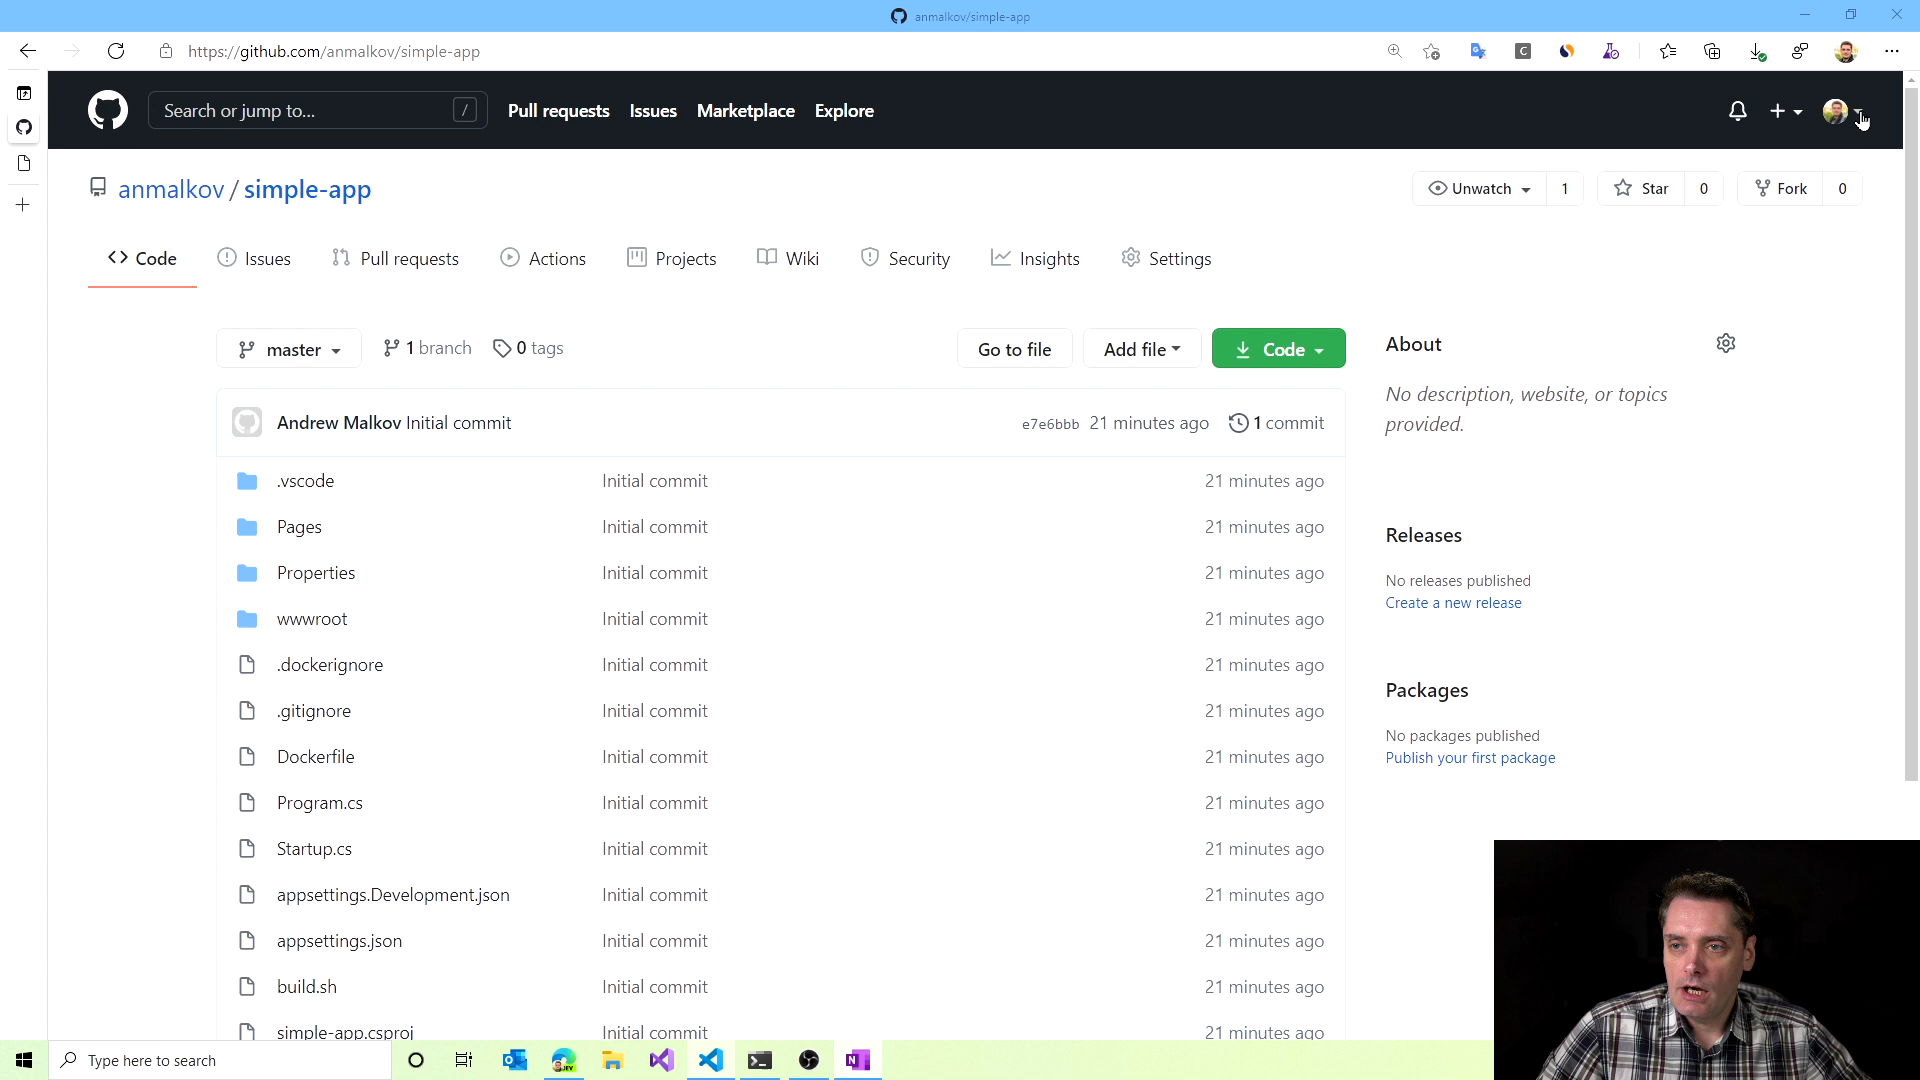 anmalkov/simple-app
https://github.com/anmalkov/simple-app
Search or jump to... /
Pull requests Issues Marketplace Explore
anmalkov / simple-app
Unwatch 1 Star 0 Fork 0
Code Issues Pull requests Actions Projects Wiki Security Insights Settings
master 1 branch 0 tags
Go to file Add file Code
Andrew Malkov Initial commit e7e6bbb 21 minutes ago 1 commit
.vscode Initial commit 21 minutes ago
Pages Initial commit 21 minutes ago
Properties Initial commit 21 minutes ago
wwwroot Initial commit 21 minutes ago
.dockerignore Initial commit 21 minutes ago
.gitignore Initial commit 21 minutes ago
Dockerfile Initial commit 21 minutes ago
Program.cs Initial commit 21 minutes ago
Startup.cs Initial commit 21 minutes ago
appsettings.Development.json Initial commit 21 minutes ago
appsettings.json Initial commit 21 minutes ago
build.sh Initial commit 21 minutes ago
simple-app.csproj Initial commit 21 minutes ago
About
No description, website, or topics
provided.
Releases
No releases published
Create a new release
Packages
No packages published
Publish your first package
Type here to search